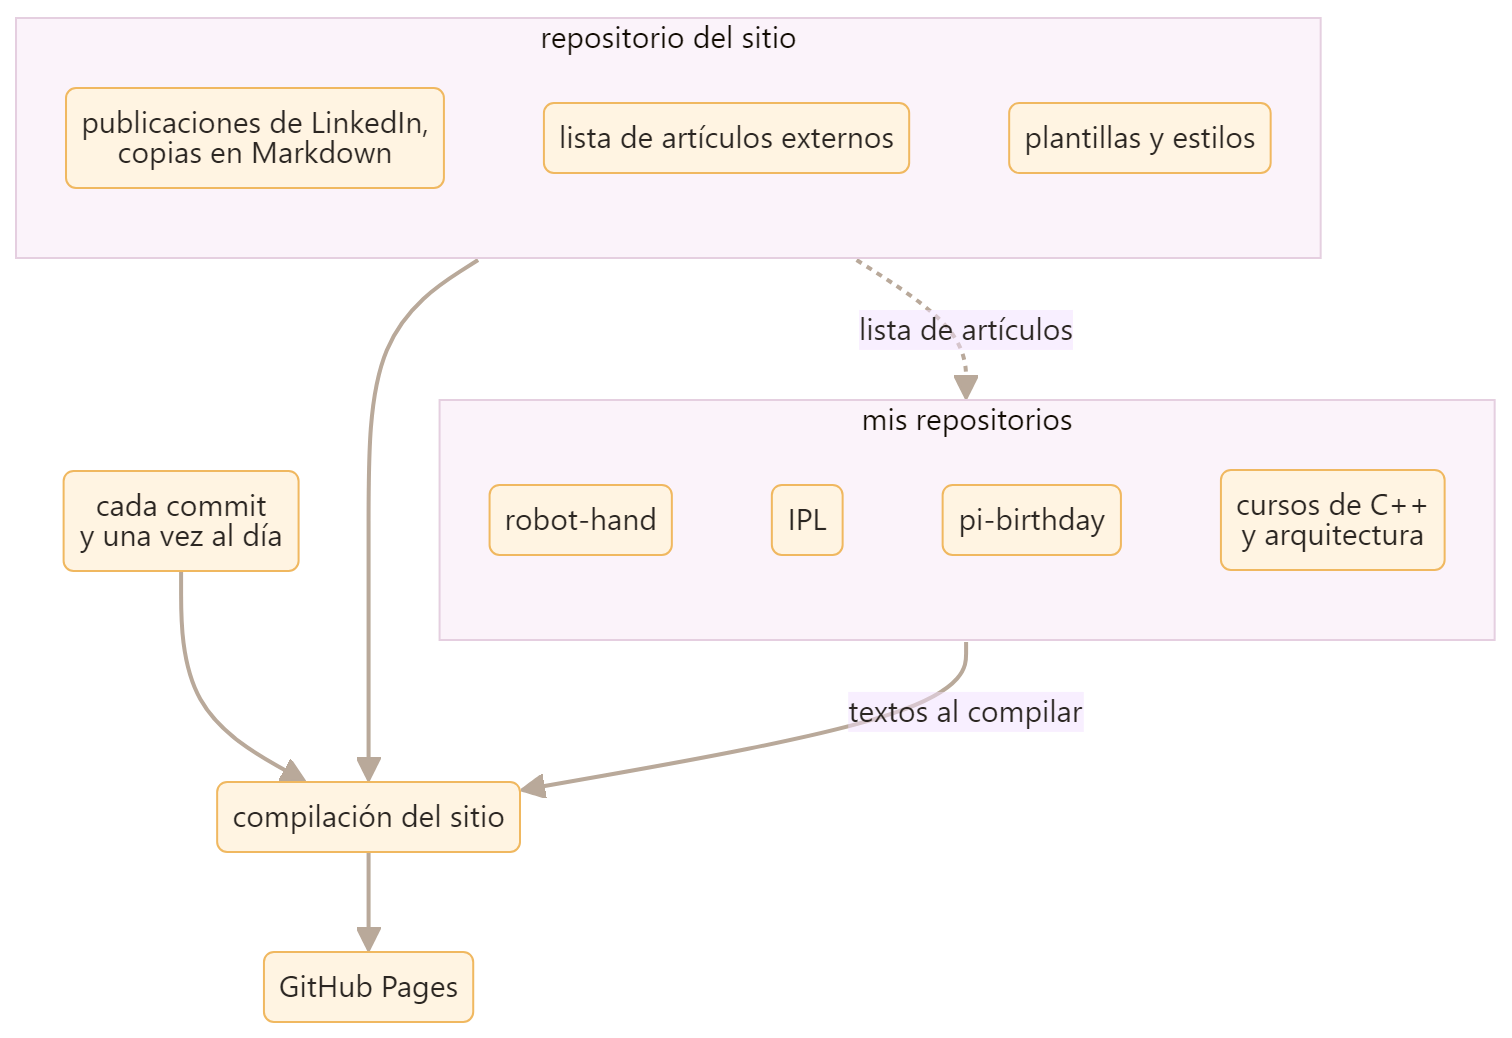 repositorio del sitio
publicaciones de LinkedIn,
copias en Markdown
lista de artículos externos
plantillas y estilos
lista de artículos
mis repositorios
cada commit
y una vez al día
robot-hand
IPL
pi-birthday
cursos de C++
y arquitectura
textos al compilar
compilación del sitio
GitHub Pages